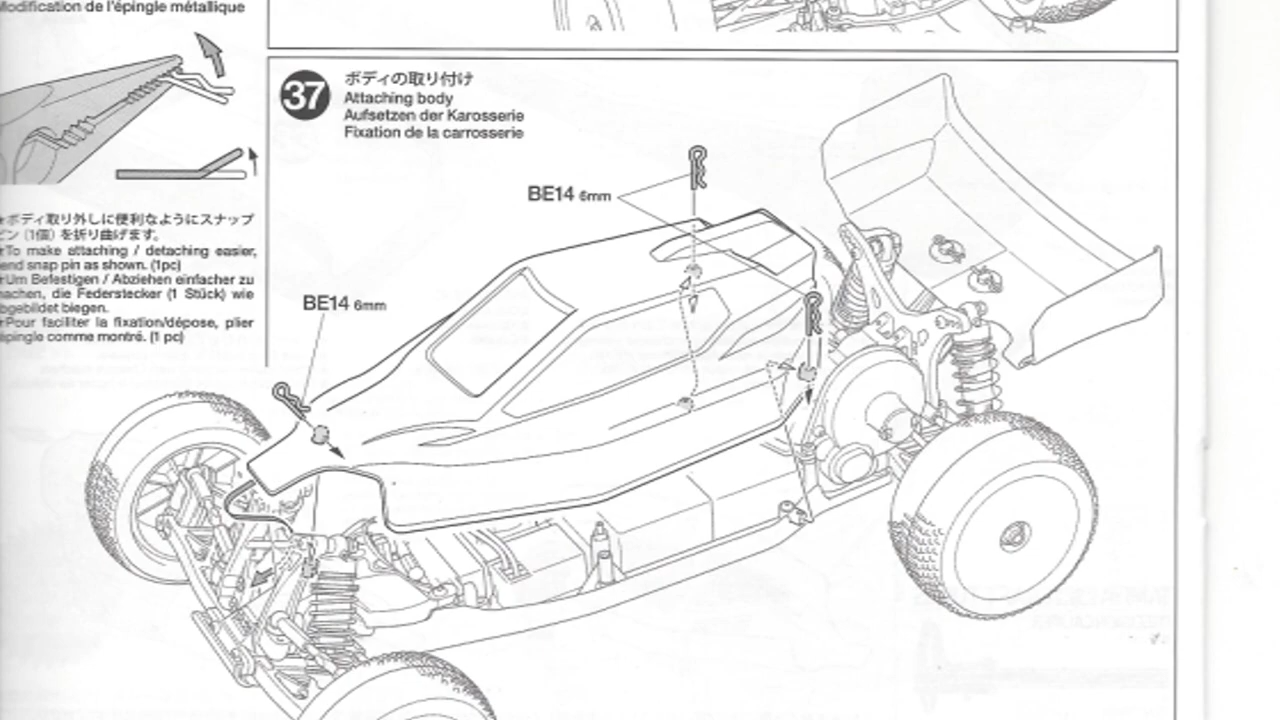 Modification de l'épingle métallique
37
ボディの取り付け
Attaching body
Aufsetzen der Karosserie
Fixation de la carrosserie
BE14 6mm
BE14 6mm
★ボディ取り外しに便利なようにスナップ
ピン (1個) を折り曲げます。
★To make attaching / detaching easier,
bend snap pin as shown. (1pc)
★Um Befestigen / Abziehen einfacher zu
machen, die Federstecker (1 Stück) wie
abgebildet biegen.
★Pour faciliter la fixation/dépose, plier
épingle comme montré. (1 pc)